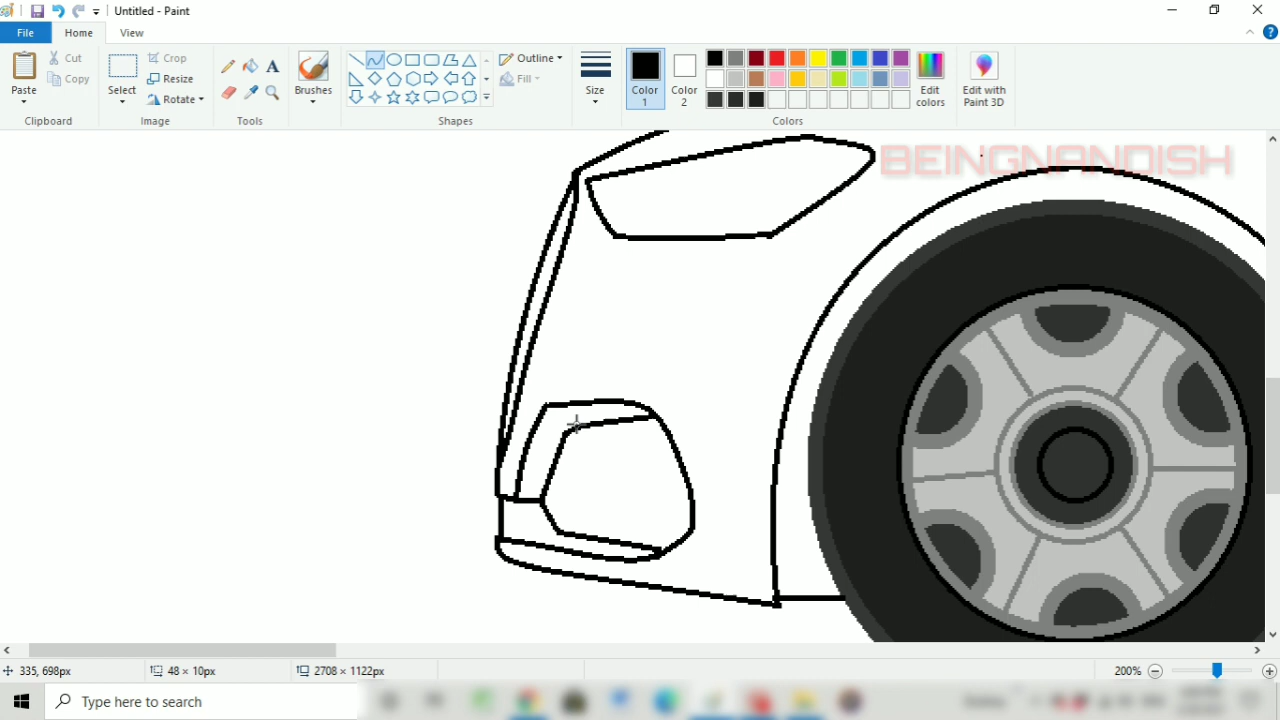 Untitled - Paint
File Home View
Paste
Cut
Copy
Clipboard
Select
Crop
Resize
Rotate
Image
A
Tools
Brushes
Shapes
Outline
Fill
Size
Color 1
Color 2
Edit colors
Colors
Edit with Paint 3D
BEINGNANDISH
335, 698px
48 × 10px
2708 × 1122px
200%
Type here to search